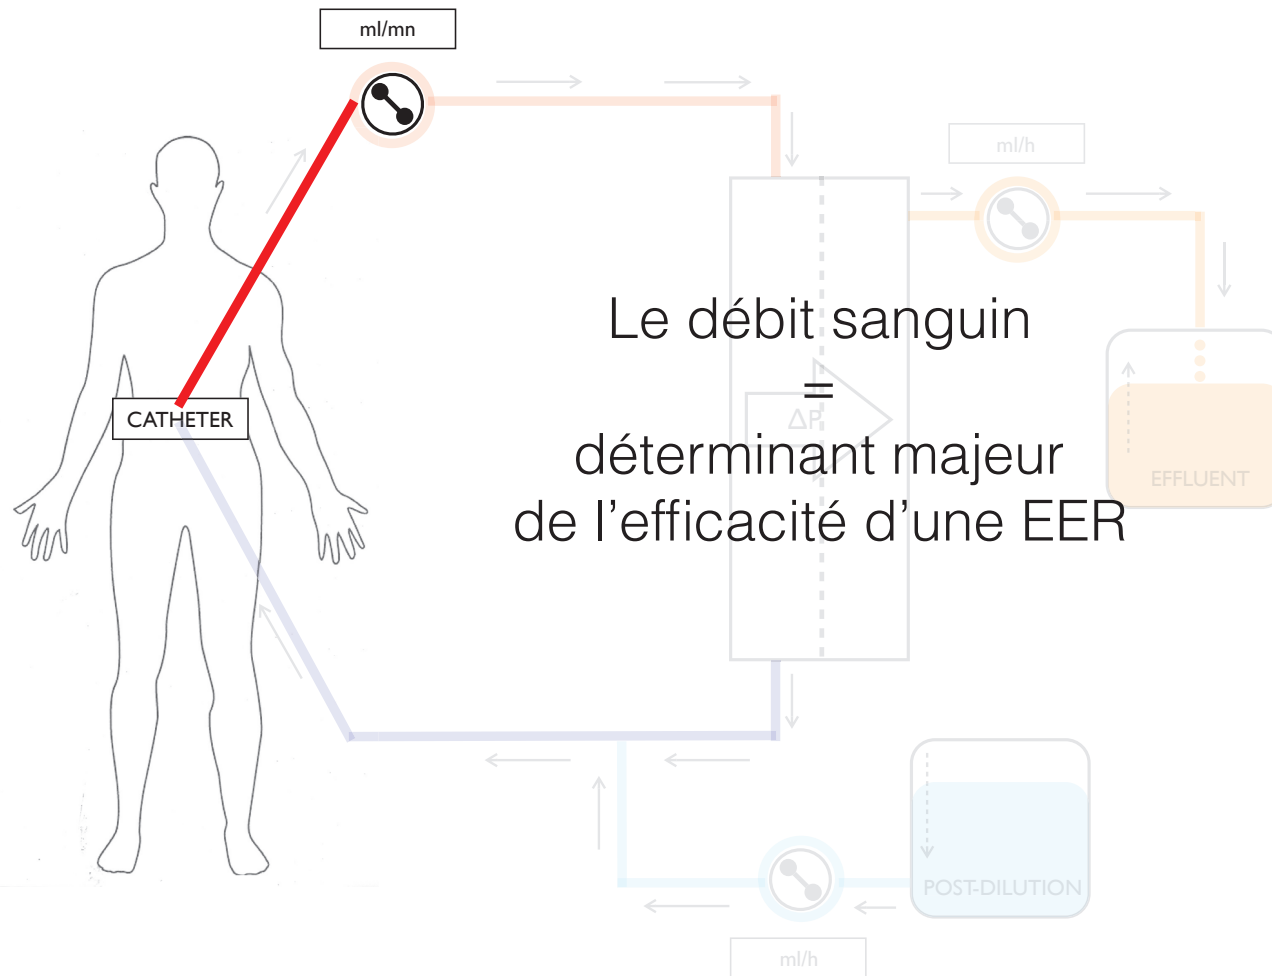 ml/mn
ml/h
Le débit sanguin
=
ΔP
CATHETER
déterminant majeur
EFFLUENT
de l'efficacité d'une EER
POST-DILUTION
ml/h